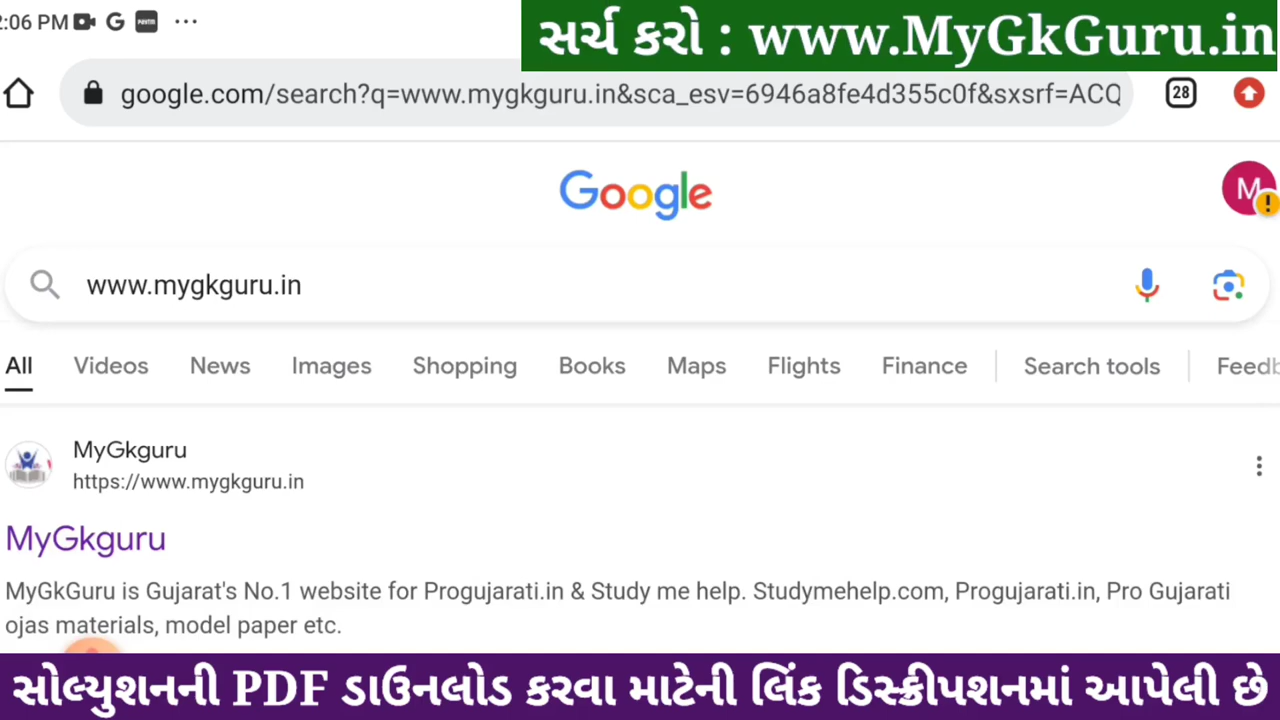 2:06 PM
સર્ચ કરો : www.MyGkGuru.in
google.com/search?q=www.mygkguru.in&sca_esv=6946a8fe4d355c0f&sxsrf=ACQ
28
Google
M
www.mygkguru.in
All Videos News Images Shopping Books Maps Flights Finance Search tools Feedb
MyGkguru
https://www.mygkguru.in
MyGkguru
MyGkGuru is Gujarat's No.1 website for Progujarati.in & Study me help. Studymehelp.com, Progujarati.in, Pro Gujarati
ojas materials, model paper etc.
સોલ્યુશનની PDF ડાઉનલોડ કરવા માટેની લિંક ડિસ્ક્રીપશનમાં આપેલી છે